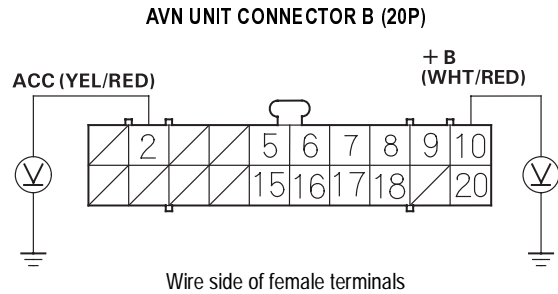 AVN UNIT CONNECTOR B (20P)
ACC (YEL/RED)
+ B
(WHT/RED)
2 5 6 7 8 9 10
V V
15 16 17 18 20
Wire side of female terminals